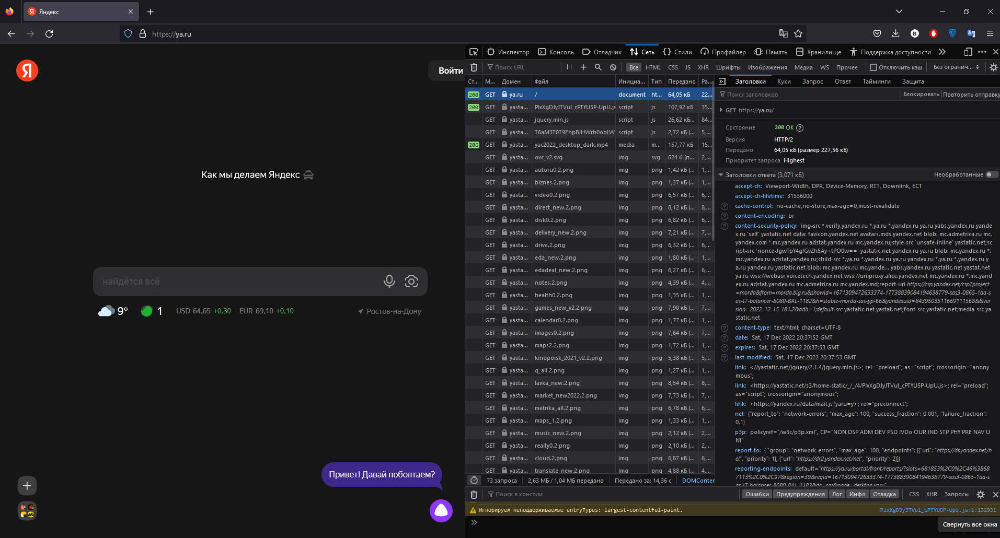 Яндекс
https://ya.ru
Я
Войти
Как мы делаем Яндекс
найдётся всё
9° 1 USD 64,65 +0,30 EUR 69,10 +0,10 Ростов-на-Дону
Привет! Давай поболтаем?
Инспектор Консоль Отладчик Сеть Стили Профайлер Память Хранилище Поддержка доступности
Поиск URL Все HTML CSS JS XHR Шрифты Изображения Медиа WS Прочее Отключить кэш Без огранич...
Ст... М... Домен Файл Инициа... Тип Передано Ра...
200 GET ya.ru / document ht... 64,05 кБ 22...
200 GET yasta... PlxXgDJyJTVul_cPTYU5P-UpU.js script js 107,92 кБ 35...
GET yasta... jquery.min.js script js 26,62 кБ... 84...
GET yasta... T6aM3T0T9FhpBJHWrh0ooLW script js 2,72 кБ (... 5,...
206 GET yasta... yac2022_desktop_dark.mp4 media m... 157,77 кБ 15...
GET yasta... ovc_v2.svg img svg 624 б (п... 2,...
GET yasta... autoru0.2.png img png 1,42 кБ (... 1,...
GET yasta... biznes.2.png img png 1,37 кБ (... 1,...
GET yasta... video0.2.png img png 6,57 кБ (... 6,...
GET yasta... direct_new.2.png img png 8,12 кБ (... 8,...
GET yasta... disk0.2.png img png 6,82 кБ (... 6,...
GET yasta... delivery_new.2.png img png 7,21 кБ (... 7,...
GET yasta... drive.2.png img png 6,32 кБ (... 6,...
GET yasta... eda_new.2.png img png 1,80 кБ (... 1,...
GET yasta... edadeal_new.2.png img png 6,27 кБ (... 6,...
GET yasta... notes.2.png img png 4,39 кБ (... 4,...
GET yasta... health0.2.png img png 1,35 кБ (... 1,...
GET yasta... games_new_v2.2.png img png 7,90 кБ (... 7,...
GET yasta... calendar0.2.png img png 1,77 кБ (... 1,...
GET yasta... images0.2.png img png 7,64 кБ (... 7,...
GET yasta... maps2.2.png img png 1,72 кБ (... 1,...
GET yasta... kinopoisk_2021_v2.2.png img png 5,38 кБ (... 5,...
GET yasta... q_all.2.png img png 1,27 кБ (... 1,...
GET yasta... lavka_new.2.png img png 8,54 кБ (... 8,...
GET yasta... market_new2022.2.png img png 7,73 кБ (... 7,...
GET yasta... metrika_all.2.png img png 6,78 кБ (... 6,...
GET yasta... maps_1.2.png img png 1,33 кБ (... 1,...
GET yasta... music_new.2.png img png 2,12 кБ (... 2,...
GET yasta... realty0.2.png img png 2,10 кБ (... 2,...
GET yasta... cloud.2.png img png 6,87 кБ (... 6,...
GET yasta... translate_new.2.png img png 4,88 кБ (... 4,...
73 запроса 2,63 МБ / 1,04 МБ передано Передано за: 14,36 с DOMConter
Заголовки Куки Запрос Ответ Тайминги Защита
Поиск заголовков Блокировать Повторить отправку
GET https://ya.ru/
Состояние 200 OK
Версия HTTP/2
Передано 64,05 кБ (размер 227,56 кБ)
Приоритет запроса Highest
Заголовки ответа (3,071 кБ) Необработанные
accept-ch: Viewport-Width, DPR, Device-Memory, RTT, Downlink, ECT
accept-ch-lifetime: 31536000
cache-control: no-cache,no-store,max-age=0,must-revalidate
content-encoding: br
content-security-policy: img-src *.verify.yandex.ru *.ya.ru *.yandex.ru ya.ru yabs.yandex.ru yande
x.ru 'self' yastatic.net data: favicon.yandex.net avatars.mds.yandex.net blob: mc.admetrica.ru mc.
yandex.com *.mc.yandex.ru adstat.yandex.ru mc.yandex.ru;style-src 'unsafe-inline' yastatic.net;sc
ript-src 'nonce-JgwTpY4glGvZh5Ay+tPO0w==' yastatic.net yandex.ru ya.ru blob: mc.yandex.ru *.
mc.yandex.ru adstat.yandex.ru;child-src *.ya.ru *.yandex.ru ya.ru yandex.ru *.ya.ru *.yandex.ru y
a.ru yandex.ru yastatic.net blob: mc.yandex.ru mc.yande... yabs.yandex.ru yastatic.net yastat.net
ya.ru wss://webasr.voicetech.yandex.net wss://uniproxy.alice.yandex.net mc.yandex.ru *.mc.yand
ex.ru adstat.yandex.ru mc.admetrica.ru mc.yandex.md;report-uri https://csp.yandex.net/csp?project
=morda&from=morda.big.ru&showid=1671309472633374-17738839084194638779-sas3-0865-1aa-s
as-l7-balancer-8080-BAL-1182&h=stable-morda-sas-yp-66&yandexuid=8439503511669111568&&ver
sion=2022-12-15-181.2&adb=1;default-src yastatic.net yastat.net;font-src yastatic.net;media-src ya
static.net
content-type: text/html; charset=UTF-8
date: Sat, 17 Dec 2022 20:37:52 GMT
expires: Sat, 17 Dec 2022 20:37:53 GMT
last-modified: Sat, 17 Dec 2022 20:37:53 GMT
link: <//yastatic.net/jquery/2.1.4/jquery.min.js>; rel="preload"; as="script"; crossorigin="anony
mous";
link: <https://yastatic.net/s3/home-static/_/_/4/PlxXgDJyJTVul_cPTYU5P-UpU.js>; rel="preload";
as="script"; crossorigin="anonymous";
link: <https://yandex.ru/data/mail.js?yaru=y>; rel="preconnect";
nel: {"report_to": "network-errors", "max_age": 100, "success_fraction": 0.001, "failure_fraction":
0.1}
p3p: policyref="/w3c/p3p.xml", CP="NON DSP ADM DEV PSD IVDo OUR IND STP PHY PRE NAV U
NI"
report-to: { "group": "network-errors", "max_age": 100, "endpoints": [{"url": "https://dr.yandex.net/n
el", "priority": 1}, {"url": "https://dr2.yandex.net/nel", "priority": 2}]}
reporting-endpoints: default="https://ya.ru/portal/front/reports/?slots=681853%2C0%2C46%3B68
7113%2C0%2C97&region=39&reqid=1671309472633374-17738839084194638779-sas3-0865-1aa-s
as-l7-balancer-8080-BAL-1182&dc=sas&page=desktop.yaru"
Поиск в консоли Ошибки Предупреждения Лог Инфо Отладка CSS XHR Запросы
Игнорируем неподдерживаемые entryTypes: largest-contentful-paint. PlxXgDJyJTVul_cPTYU5P-UpU.js:1:132931
Свернуть все окна